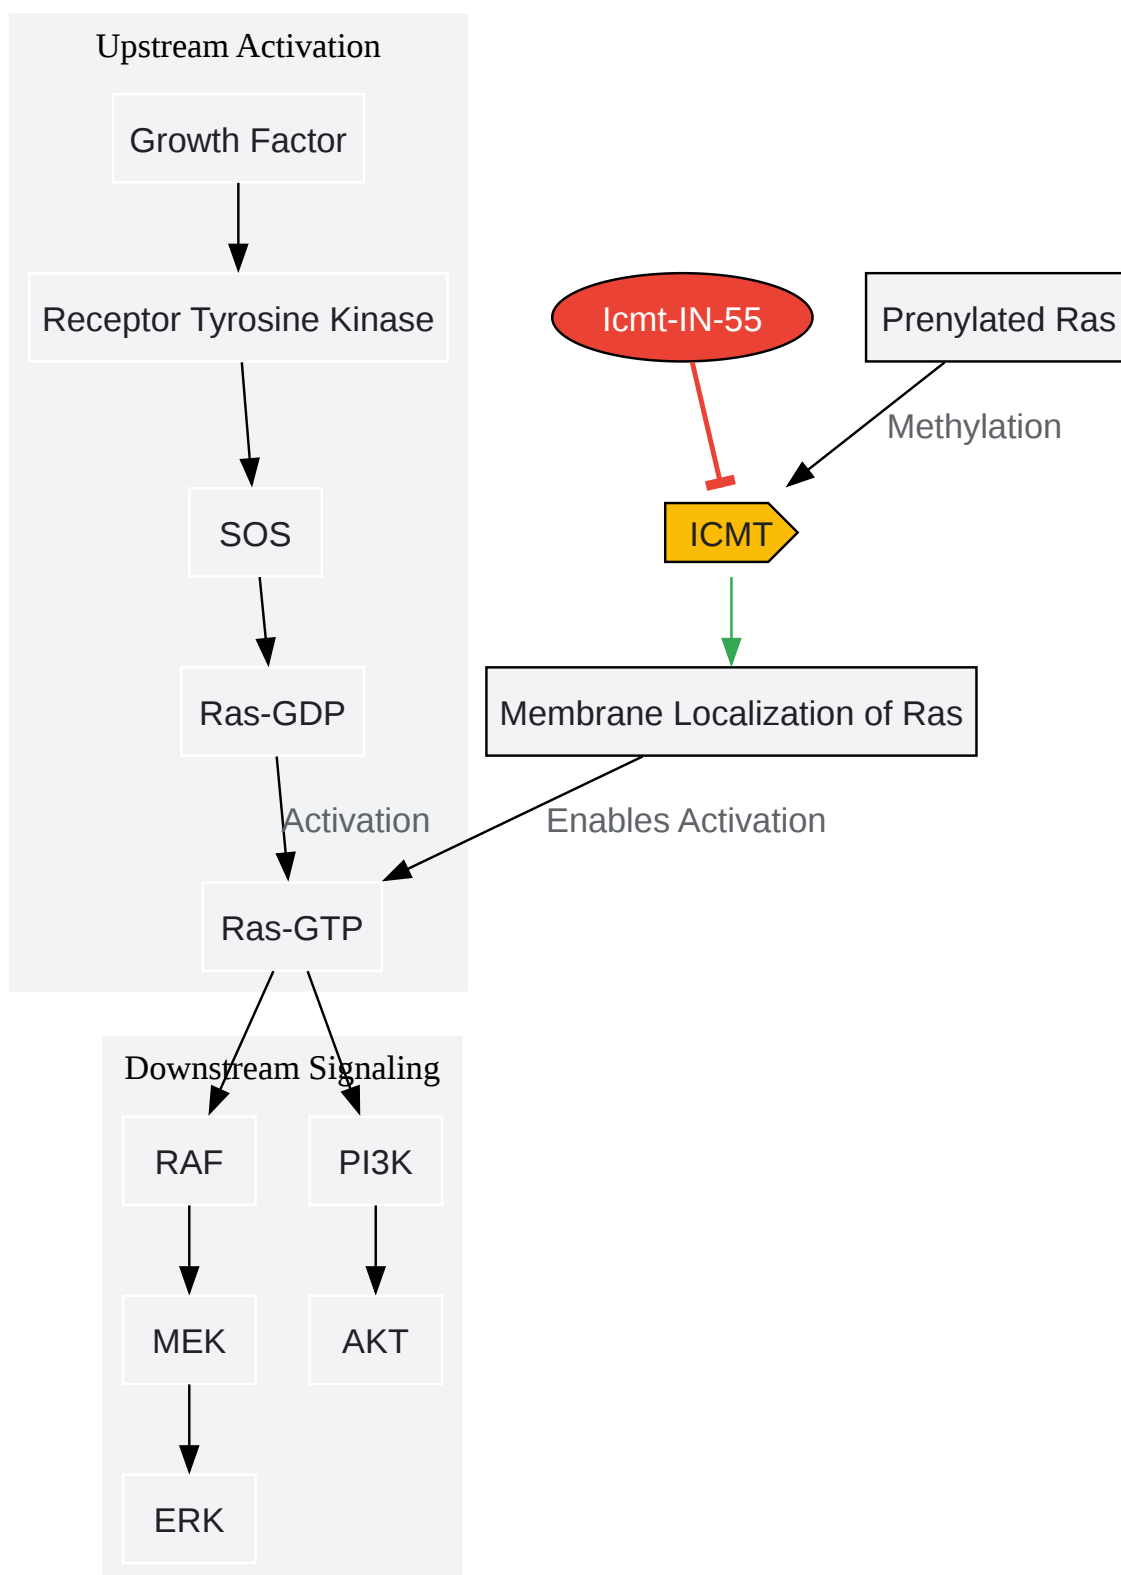 Upstream Activation
Growth Factor
Receptor Tyrosine Kinase
Icmt-IN-55
Prenylated Ras
Methylation
SOS
ICMT
Ras-GDP
Membrane Localization of Ras
Activation
Enables Activation
Ras-GTP
Downstream Signaling
RAF
PI3K
MEK
AKT
ERK